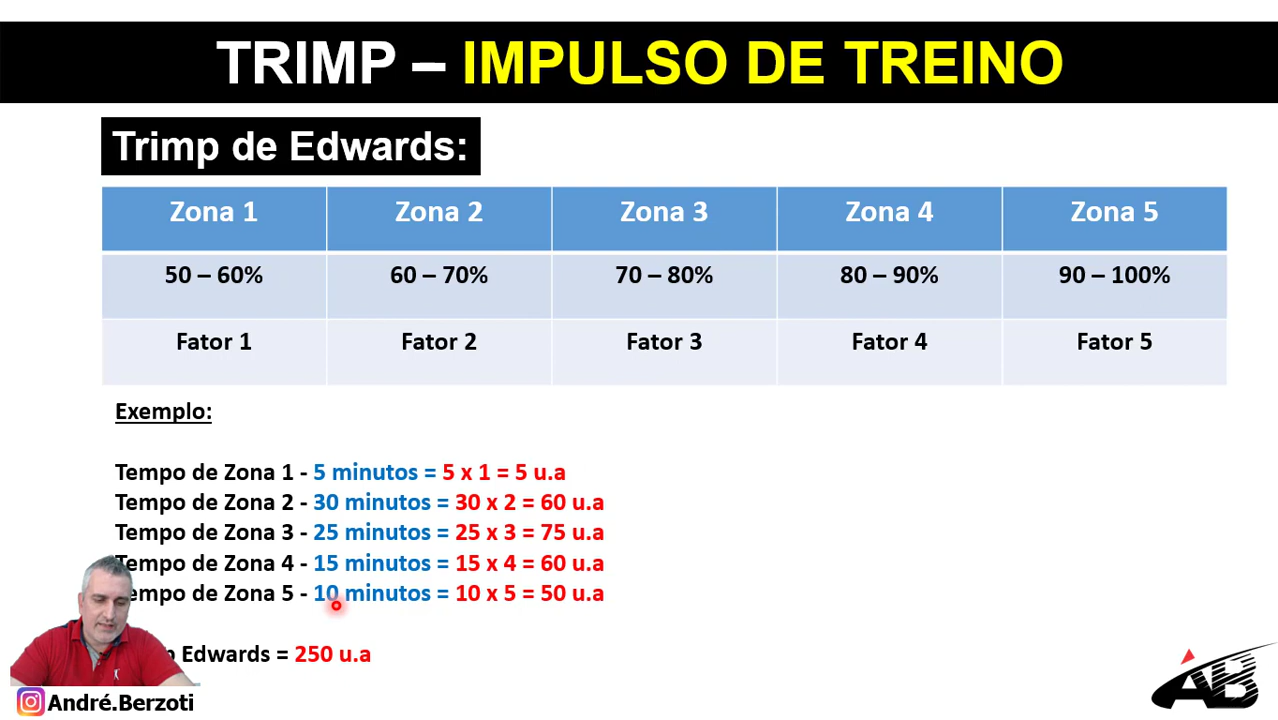 TRIMP – IMPULSO DE TREINO
Trimp de Edwards:
Zona 1 Zona 2 Zona 3 Zona 4 Zona 5
50 – 60% 60 – 70% 70 – 80% 80 – 90% 90 – 100%
Fator 1 Fator 2 Fator 3 Fator 4 Fator 5
Exemplo:
Tempo de Zona 1 - 5 minutos = 5 x 1 = 5 u.a
Tempo de Zona 2 - 30 minutos = 30 x 2 = 60 u.a
Tempo de Zona 3 - 25 minutos = 25 x 3 = 75 u.a
Tempo de Zona 4 - 15 minutos = 15 x 4 = 60 u.a
empo de Zona 5 - 10 minutos = 10 x 5 = 50 u.a
Edwards = 250 u.a
André.Berzoti
AB